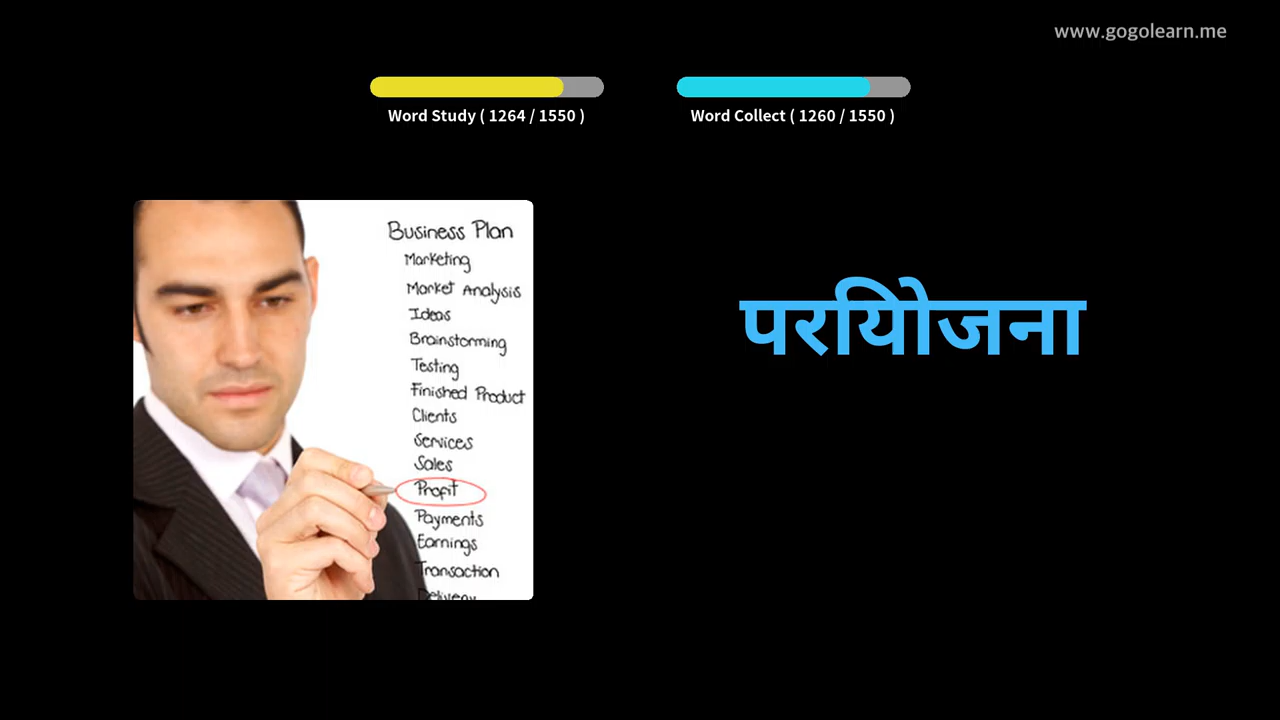 www.gogolearn.me
Word Study ( 1264 / 1550 )
Word Collect ( 1260 / 1550 )
Business Plan
Marketing
Market Analysis
Ideas
Brainstorming
Testing
Finished Product
Clients
Services
Sales
Profit
Payments
Earnings
Transaction
Delivery
परियोजना